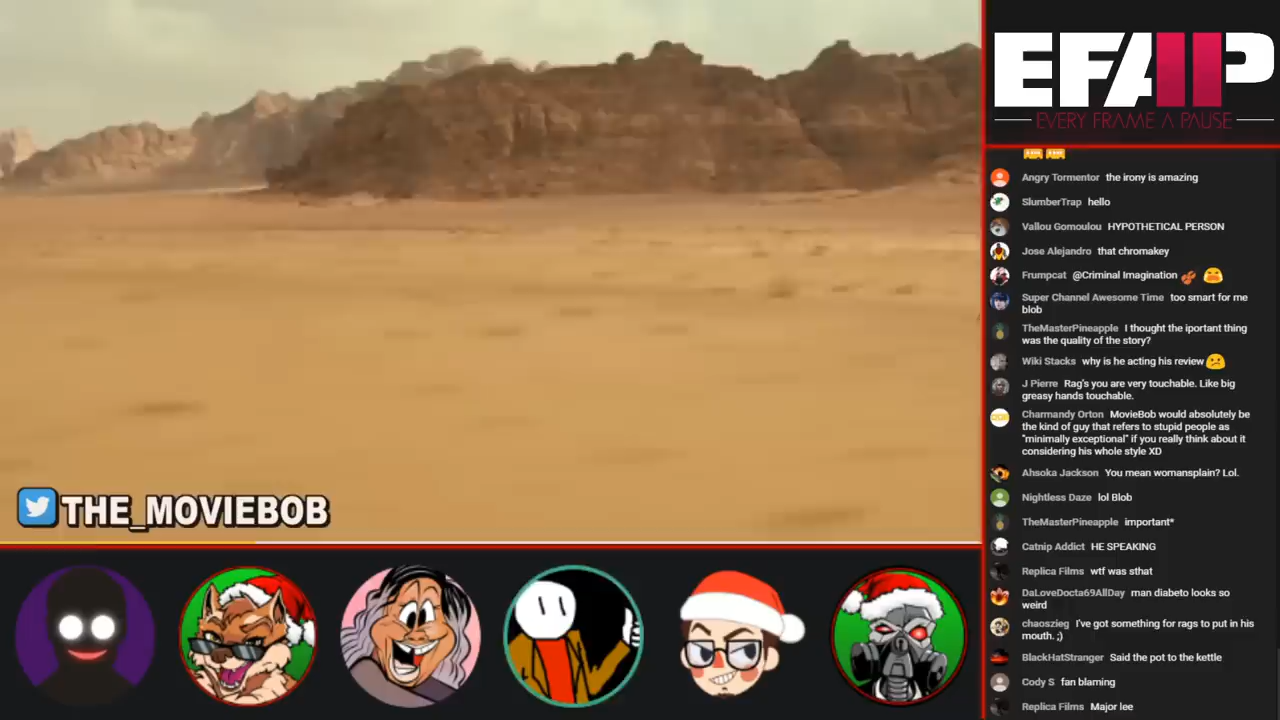 THE_MOVIEBOB
EFAP
EVERY FRAME A PAUSE
Angry Tormentor the irony is amazing
SlumberTrap hello
Vallou Gomoulou HYPOTHETICAL PERSON
Jose Alejandro that chromakey
Frumpcat @Criminal Imagination
Super Channel Awesome Time too smart for me
blob
TheMasterPineapple I thought the iportant thing
was the quality of the story?
Wiki Stacks why is he acting his review
J Pierre Rag's you are very touchable. Like big
greasy hands touchable.
Charmandy Orton MovieBob would absolutely be
the kind of guy that refers to stupid people as
"minimally exceptional" if you really think about it
considering his whole style XD
Ahsoka Jackson You mean womansplain? Lol.
Nightless Daze lol Blob
TheMasterPineapple important*
Catnip Addict HE SPEAKING
Replica Films wtf was sthat
DaLoveDocta69AllDay man diabeto looks so
weird
chaoszieg I've got something for rags to put in his
mouth. ;)
BlackHatStranger Said the pot to the kettle
Cody S fan blaming
Replica Films Major lee